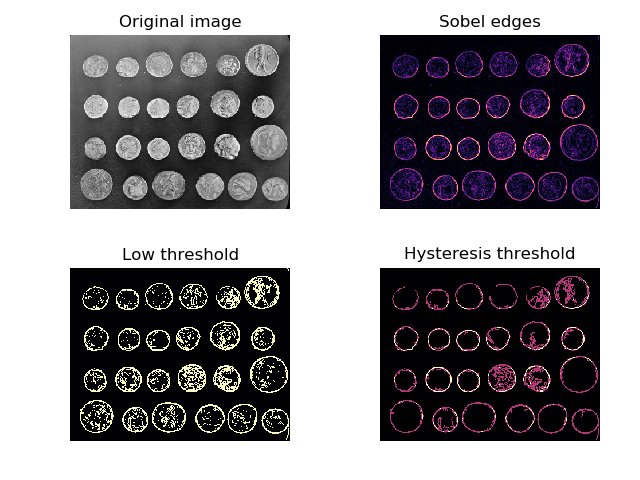 Original image
Sobel edges
Low threshold
Hysteresis threshold